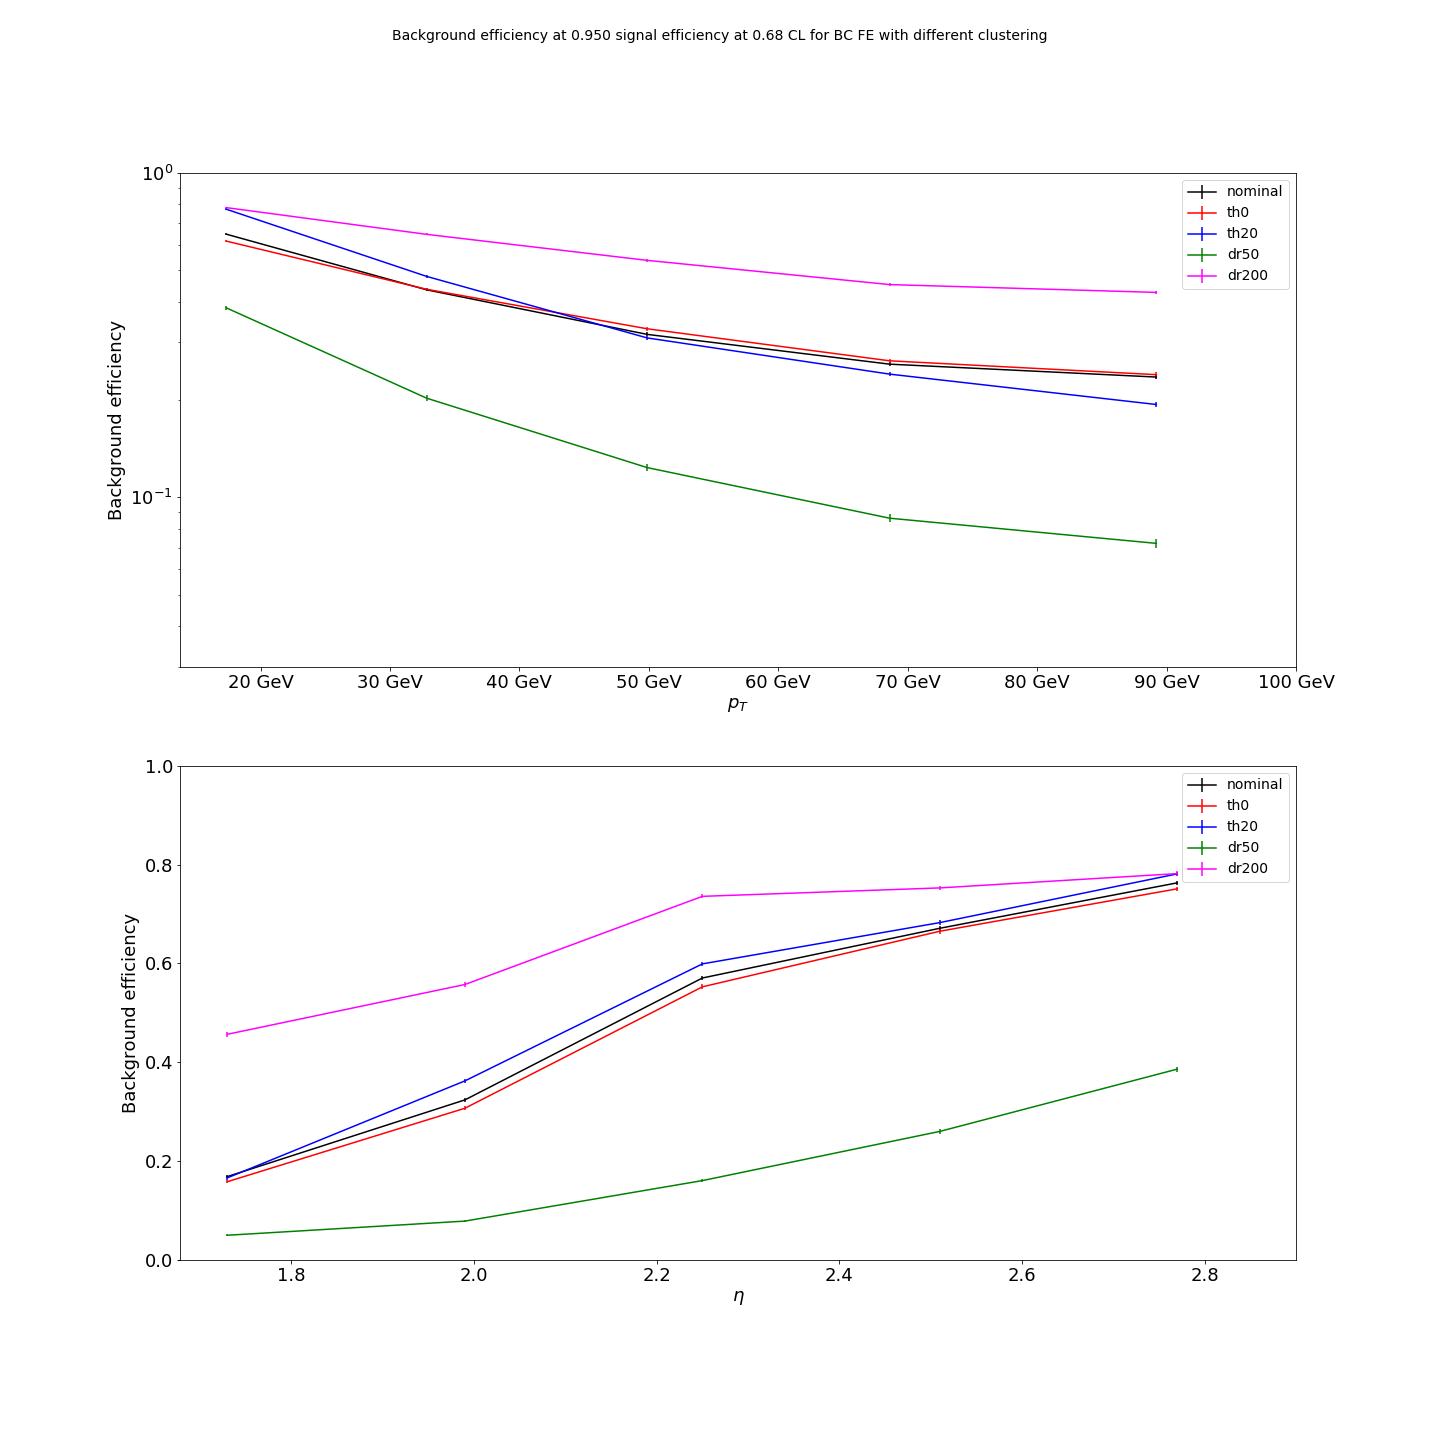 Background efficiency at 0.950 signal efficiency at 0.68 CL for BC FE with different clustering
10⁰
10⁻¹
Background efficiency
nominal
th0
th20
dr50
dr200
20 GeV 30 GeV 40 GeV 50 GeV 60 GeV 70 GeV 80 GeV 90 GeV 100 GeV
p_T
1.0
0.8
0.6
0.4
0.2
0.0
Background efficiency
nominal
th0
th20
dr50
dr200
1.8 2.0 2.2 2.4 2.6 2.8
η